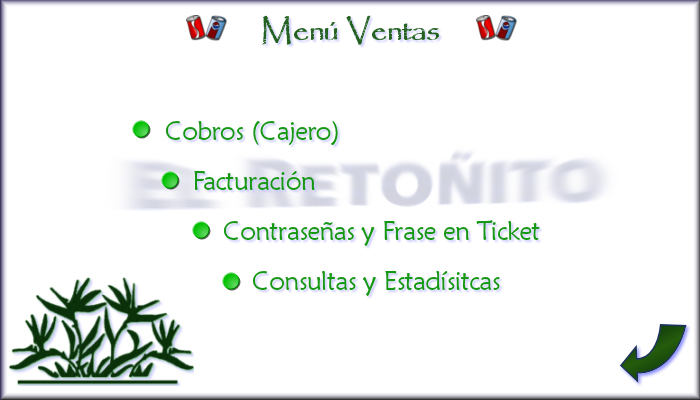 Menú Ventas
Cobros (Cajero)
EL RETOÑITO
Facturación
Contraseñas y Frase en Ticket
Consultas y Estadísitcas